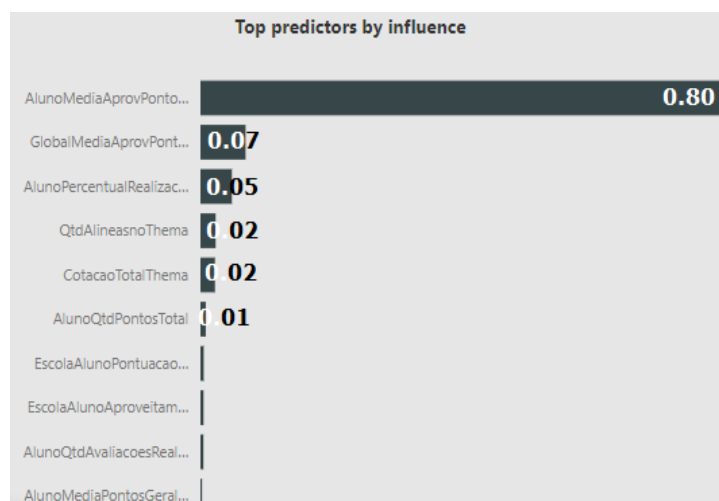 Top predictors by influence
AlunoMediaAprovPonto... 0.80
GlobalMediaAprovPont... 0.07
AlunoPercentualRealizac... 0.05
QtdAlineasnoThema 0.02
CotacaoTotalThema 0.02
AlunoQtdPontosTotal 0.01
EscolaAlunoPontuacao...
EscolaAlunoAproveitam...
AlunoQtdAvaliacoesReal...
AlunoMediaPontosGeral...